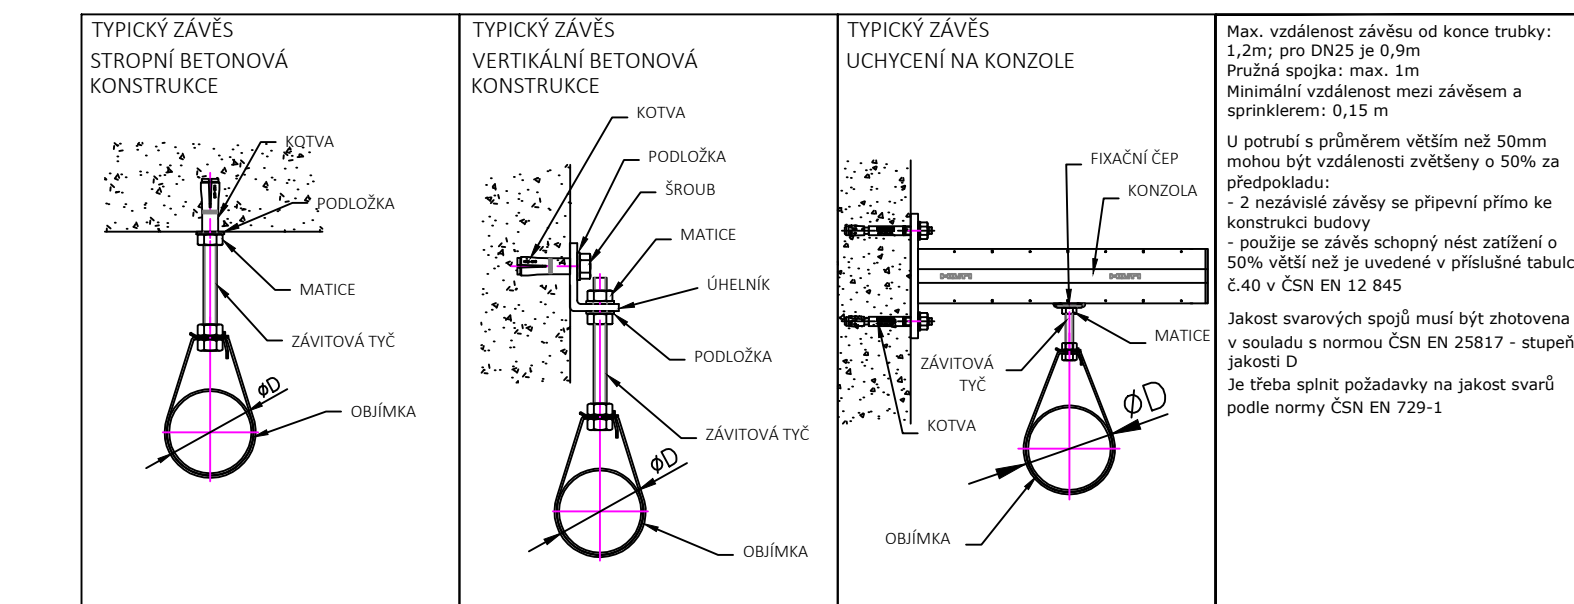 TYPICKÝ ZÁVĚS
STROPNÍ BETONOVÁ
KONSTRUKCE
KOTVA
PODLOŽKA
MATICE
ZÁVITOVÁ TYČ
øD
OBJÍMKA
TYPICKÝ ZÁVĚS
VERTIKÁLNÍ BETONOVÁ
KONSTRUKCE
KOTVA
PODLOŽKA
ŠROUB
MATICE
ÚHELNÍK
PODLOŽKA
ZÁVITOVÁ TYČ
øD
OBJÍMKA
TYPICKÝ ZÁVĚS
UCHYCENÍ NA KONZOLE
FIXAČNÍ ČEP
KONZOLA
MATICE
ZÁVITOVÁ
TYČ
øD
KOTVA
OBJÍMKA
Max. vzdálenost závěsu od konce trubky:
1,2m; pro DN25 je 0,9m
Pružná spojka: max. 1m
Minimální vzdálenost mezi závěsem a
sprinklerem: 0,15 m
U potrubí s průměrem větším než 50mm
mohou být vzdálenosti zvětšeny o 50% za
předpokladu:
- 2 nezávislé závěsy se připevní přímo ke
konstrukci budovy
- použije se závěs schopný nést zatížení o
50% větší než je uvedené v příslušné tabulc
č.40 v ČSN EN 12 845
Jakost svarových spojů musí být zhotovena
v souladu s normou ČSN EN 25817 - stupeň
jakosti D
Je třeba splnit požadavky na jakost svarů
podle normy ČSN EN 729-1